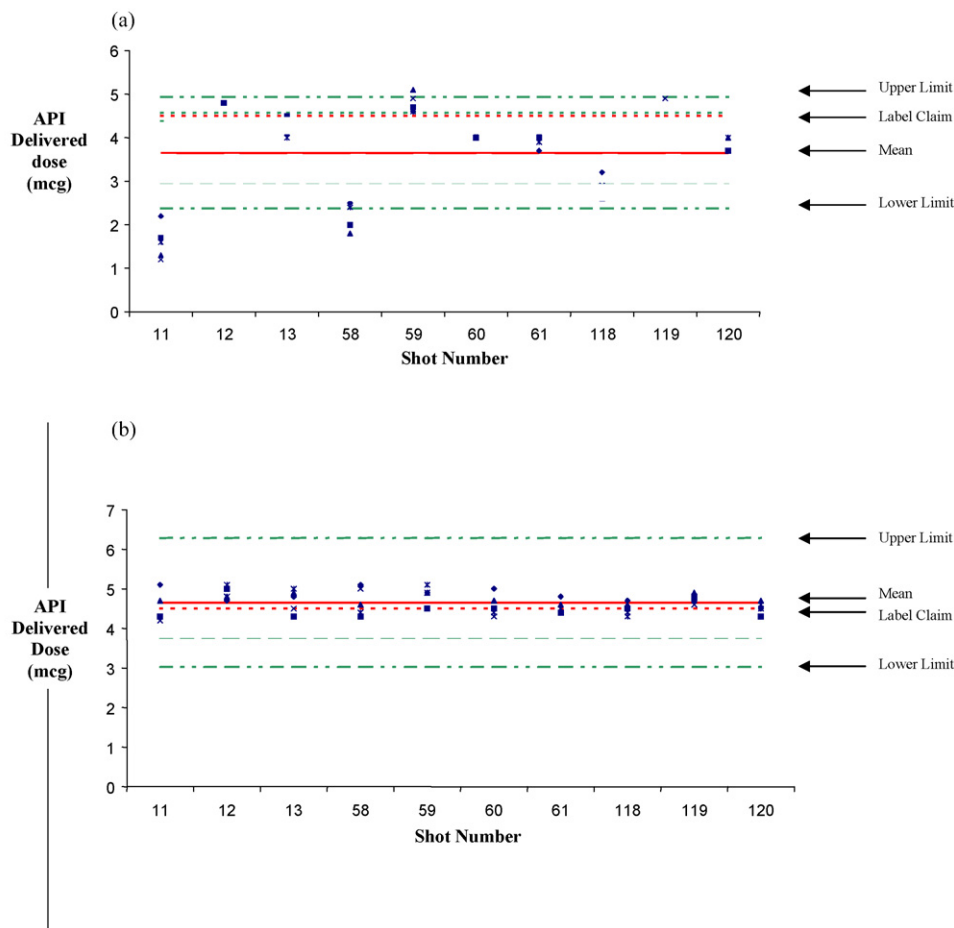 (a)
6
5
4
3
2
1
0
API
Delivered
dose
(mcg)
Upper Limit
Label Claim
Mean
Lower Limit
11 12 13 58 59 60 61 118 119 120
Shot Number
(b)
7
6
5
4
3
2
1
0
API
Delivered
Dose
(mcg)
Upper Limit
Mean
Label Claim
Lower Limit
11 12 13 58 59 60 61 118 119 120
Shot Number